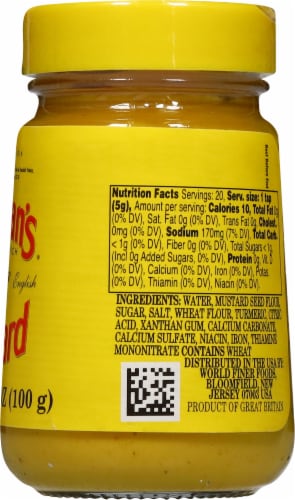 n's
English
rd
Z (100 g)
Nutrition Facts Servings: 20, Serv. size: 1 tsp
(5g), Amount per serving: Calories 10, Total Fat 0g
(0% DV), Sat. Fat 0g (0% DV), Trans Fat 0g, Cholest.
0mg (0% DV), Sodium 170mg (7% DV), Total Carb.
< 1g (0% DV), Fiber 0g (0% DV), Total Sugars < 1g
(Incl 0g Added Sugars, 0% DV), Protein 0g, Vit. D
(0% DV), Calcium (0% DV), Iron (0% DV), Potas.
(0% DV), Thiamin (0% DV), Niacin (0% DV).
INGREDIENTS: WATER, MUSTARD SEED FLOUR,
SUGAR, SALT, WHEAT FLOUR, TURMERIC, CITRIC
ACID, XANTHAN GUM, CALCIUM CARBONATE,
CALCIUM SULFATE, NIACIN, IRON, THIAMINE
MONONITRATE CONTAINS WHEAT
DISTRIBUTED IN THE USA BY:
WORLD FINER FOODS,
BLOOMFIELD, NEW
JERSEY 07003 USA
PRODUCT OF GREAT BRITAIN